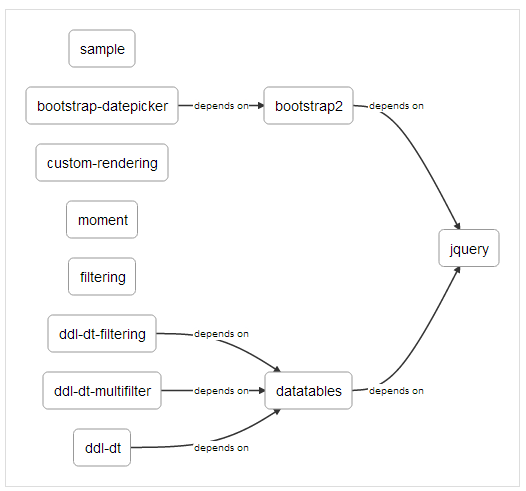 sample
bootstrap-datepicker depends on bootstrap2 depends on
custom-rendering
moment
jquery
filtering
ddl-dt-filtering depends on
ddl-dt-multifilter depends on datatables depends on
ddl-dt depends on